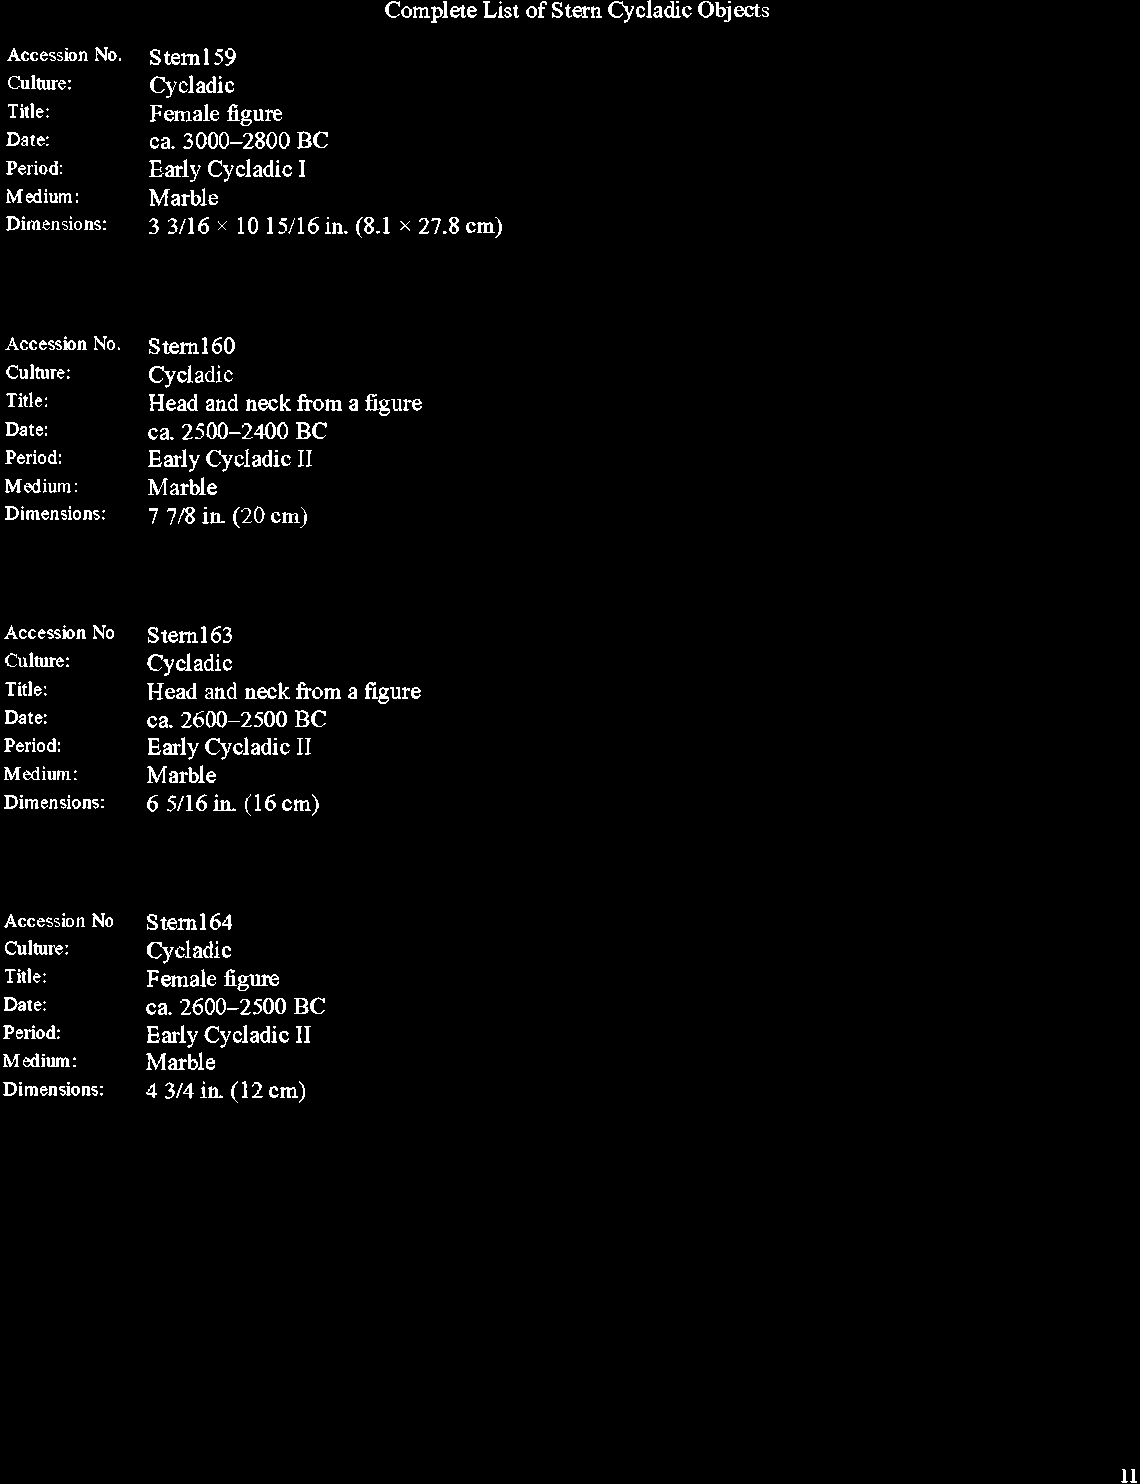 Complete List of Stern Cycladic Objects
Accession No. Stern159
Culture: Cycladic
Title: Female figure
Date: ca. 3000–2800 BC
Period: Early Cycladic I
Medium: Marble
Dimensions: 3 3/16 × 10 15/16 in. (8.1 × 27.8 cm)
Accession No. Stern160
Culture: Cycladic
Title: Head and neck from a figure
Date: ca. 2500–2400 BC
Period: Early Cycladic II
Medium: Marble
Dimensions: 7 7/8 in. (20 cm)
Accession No Stern163
Culture: Cycladic
Title: Head and neck from a figure
Date: ca. 2600–2500 BC
Period: Early Cycladic II
Medium: Marble
Dimensions: 6 5/16 in. (16 cm)
Accession No Stern164
Culture: Cycladic
Title: Female figure
Date: ca. 2600–2500 BC
Period: Early Cycladic II
Medium: Marble
Dimensions: 4 3/4 in. (12 cm)
11